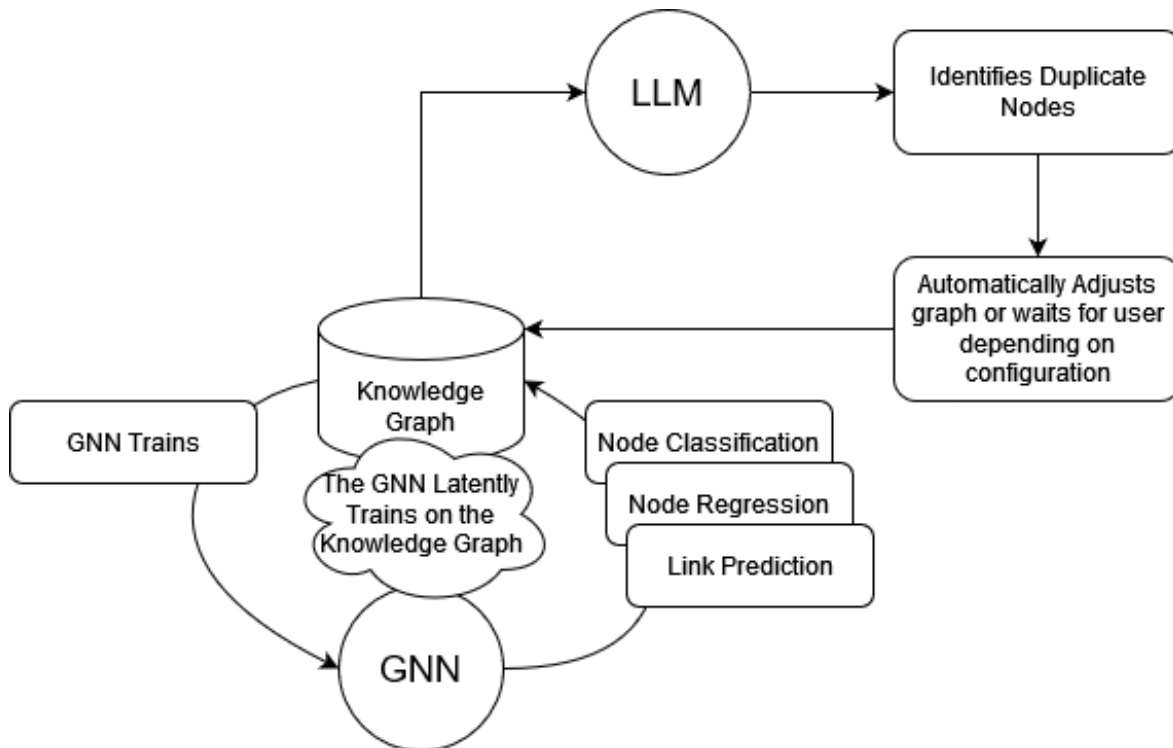 LLM
Identifies Duplicate
Nodes
Automatically Adjusts
graph or waits for user
depending on
configuration
Knowledge
Graph
GNN Trains
The GNN Latently
Trains on the
Knowledge Graph
Node Classification
Node Regression
Link Prediction
GNN